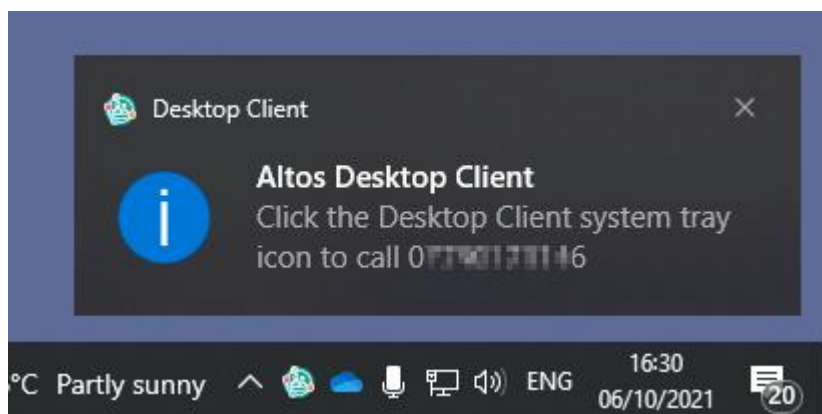 Desktop Client
Altos Desktop Client
Click the Desktop Client system tray
icon to call
°C Partly sunny
ENG
16:30
06/10/2021
20